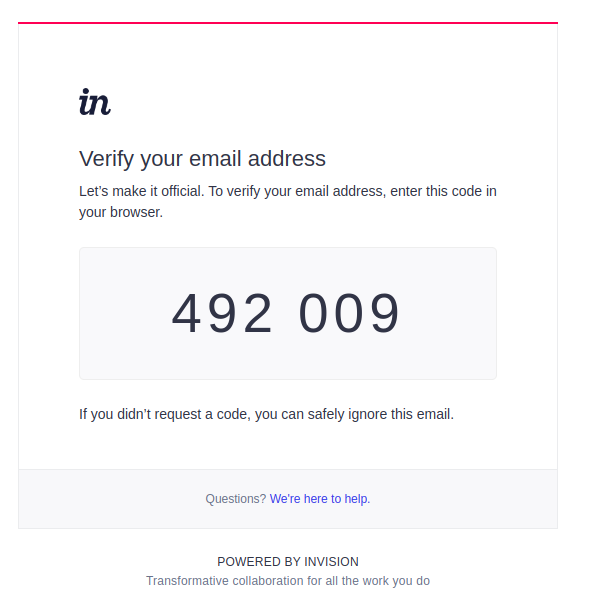 in
Verify your email address
Let’s make it official. To verify your email address, enter this code in
your browser.
492 009
If you didn’t request a code, you can safely ignore this email.
Questions? We're here to help.
POWERED BY INVISION
Transformative collaboration for all the work you do